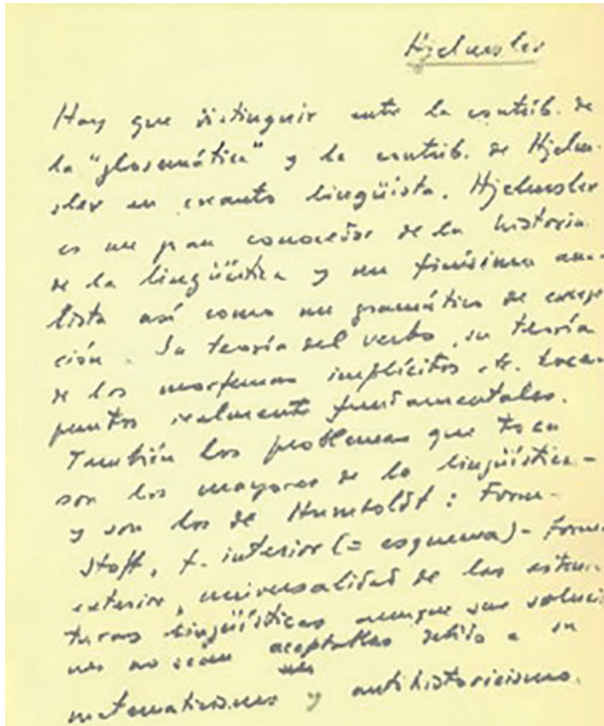 Hjelmslev
Hay que distinguir entre la contrib. de
la "glosemática" y la contrib. de Hjelm-
slev en cuanto lingüista. Hjelmslev
es un gran conocedor de la historia
de la lingüística y un finísimo ana-
lista así como un gramático de excep-
ción. Su teoría del verbo, su teoría
de los morfemas implícitos etc. tocan
puntos realmente fundamentales.
También los problemas que toca
son los mayores de la lingüística –
y son los de Humboldt: Form-
Stoff, f. interior (= esquema) – forma
exterior, universalidad de las estruc-
turas lingüísticas aunque sus solucio
nes no sean aceptables debido a su
matematismo y antihistoricismo.